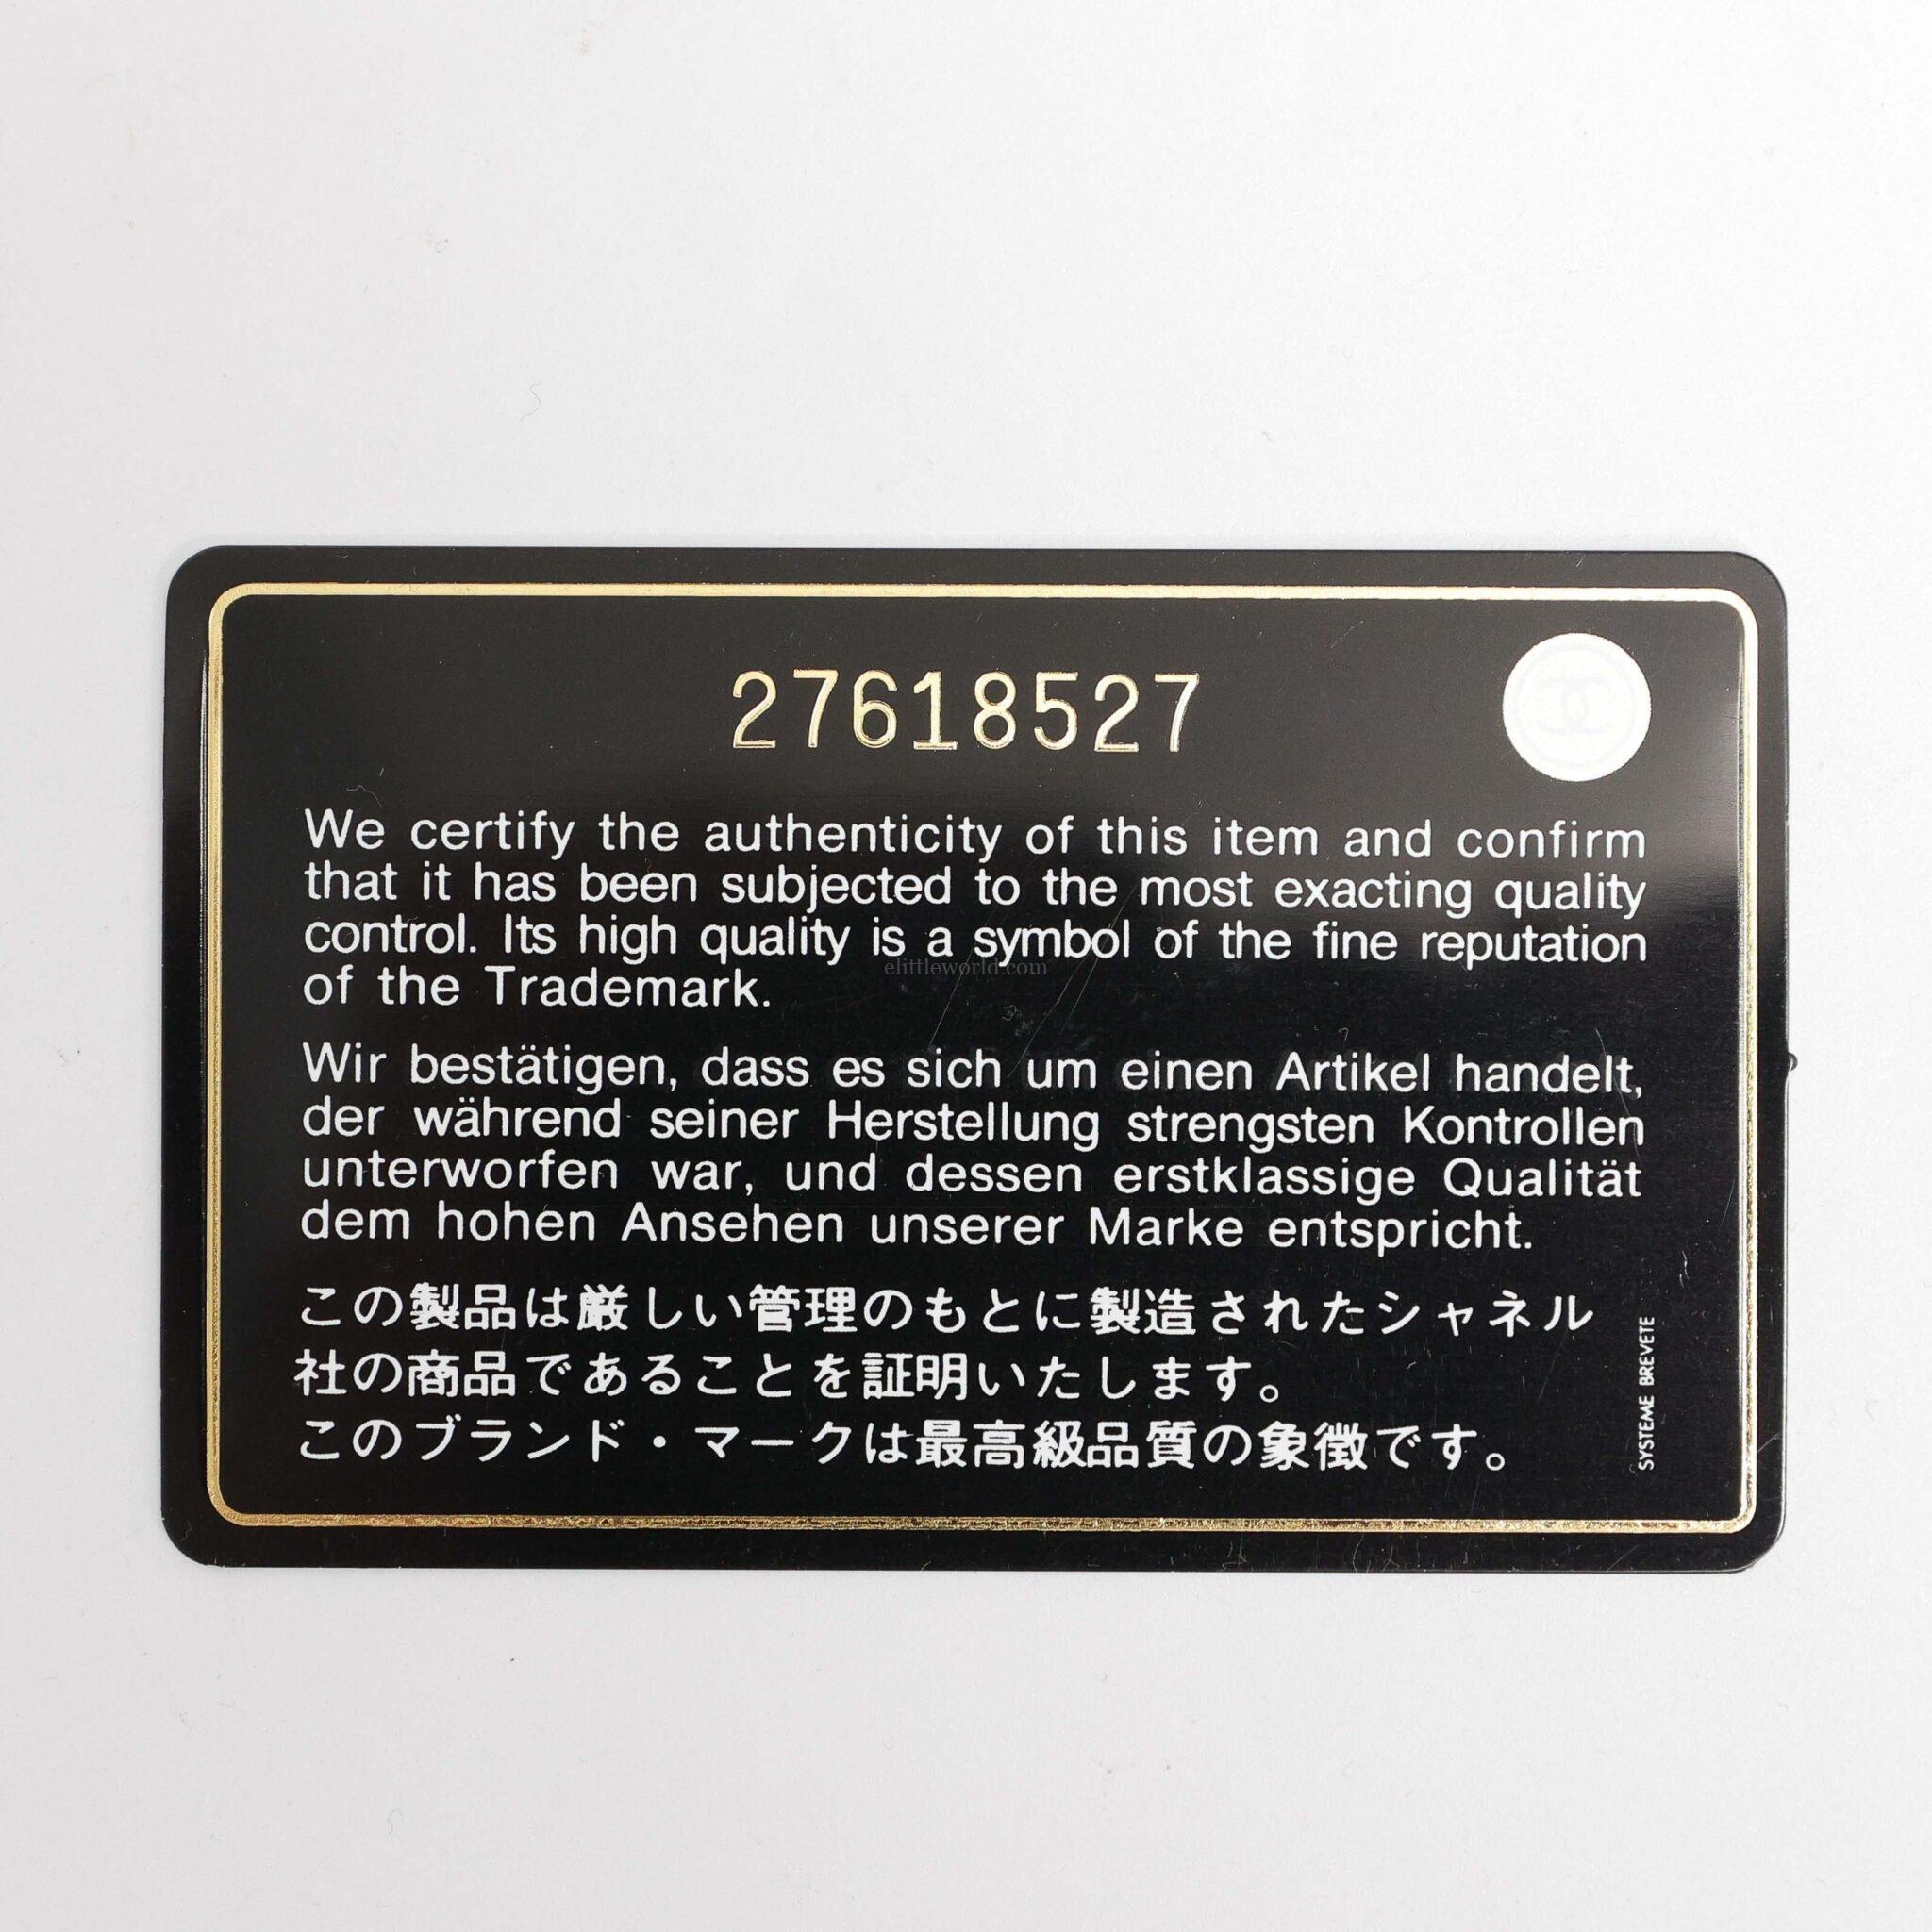 27618527
We certify the authenticity of this item and confirm
that it has been subjected to the most exacting quality
control. Its high quality is a symbol of the fine reputation
of the Trademark.
elittleworld.com
Wir bestätigen, dass es sich um einen Artikel handelt,
der während seiner Herstellung strengsten Kontrollen
unterworfen war, und dessen erstklassige Qualität
dem hohen Ansehen unserer Marke entspricht.
この製品は厳しい管理のもとに製造されたシャネル
社の商品であることを証明いたします。
このブランド・マークは最高級品質の象徴です。
SYSTEME BREVETE